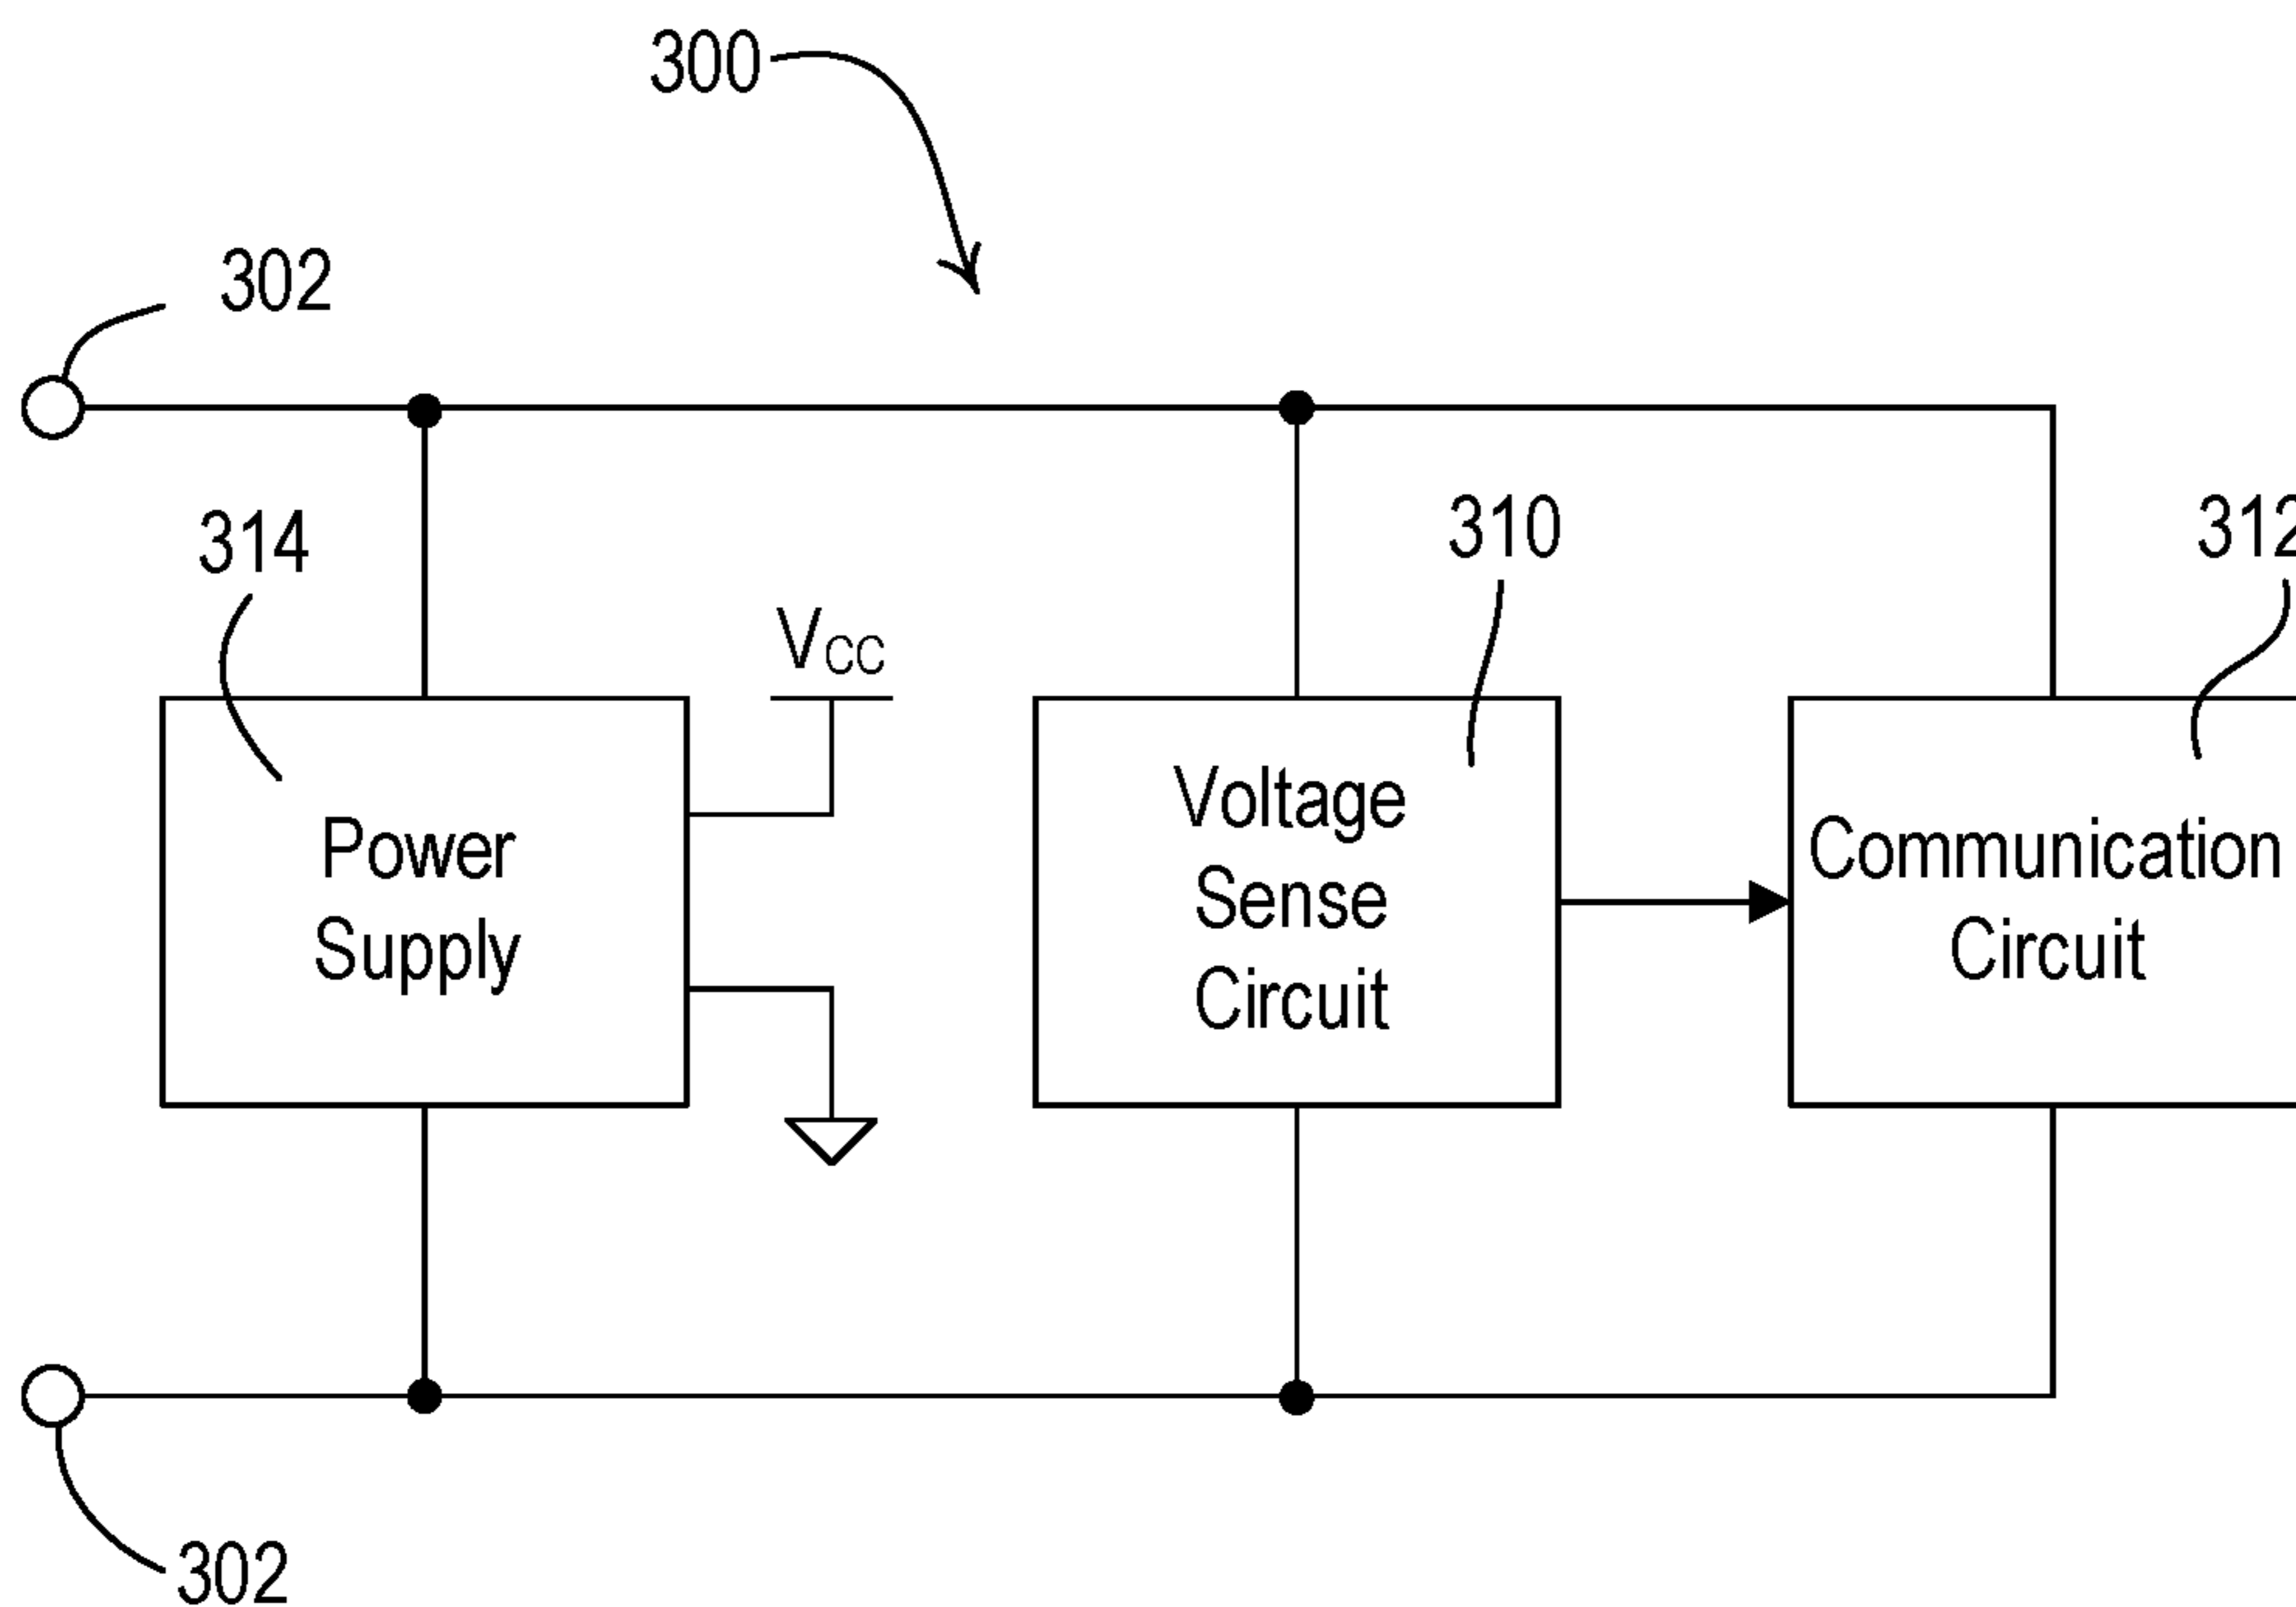 300
302
314
310
312
VCC
Power
Supply
Voltage
Sense
Circuit
Communication
Circuit
302